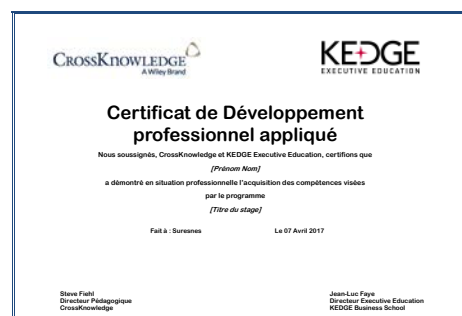 CROSSKNOWLEDGE
A Wiley Brand
KEDGE
EXECUTIVE EDUCATION
Certificat de Développement
professionnel appliqué
Nous soussignés, CrossKnowledge et KEDGE Executive Education, certifions que
[Prénom Nom]
a démontré en situation professionnelle l'acquisition des compétences visées
par le programme
[Titre du stage]
Fait à : Suresnes Le 07 Avril 2017
Steve Fiehl
Directeur Pédagogique
CrossKnowledge
Jean-Luc Faye
Directeur Executive Education
KEDGE Business School